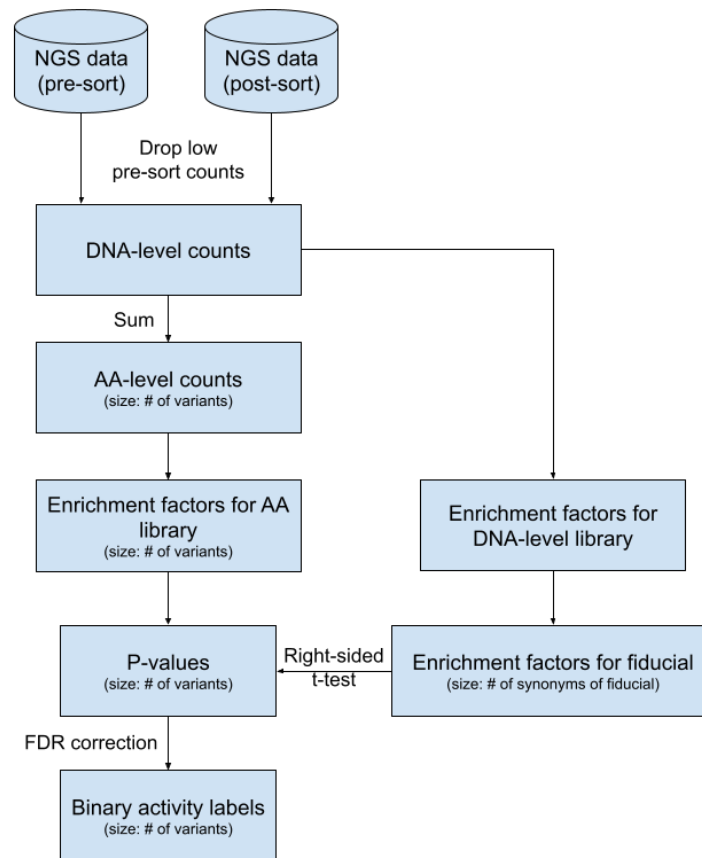 NGS data
(pre-sort)
NGS data
(post-sort)
Drop low
pre-sort counts
DNA-level counts
Sum
AA-level counts
(size: # of variants)
Enrichment factors for AA
library
(size: # of variants)
Enrichment factors for
DNA-level library
P-values
(size: # of variants)
Right-sided
t-test
Enrichment factors for fiducial
(size: # of synonyms of fiducial)
FDR correction
Binary activity labels
(size: # of variants)